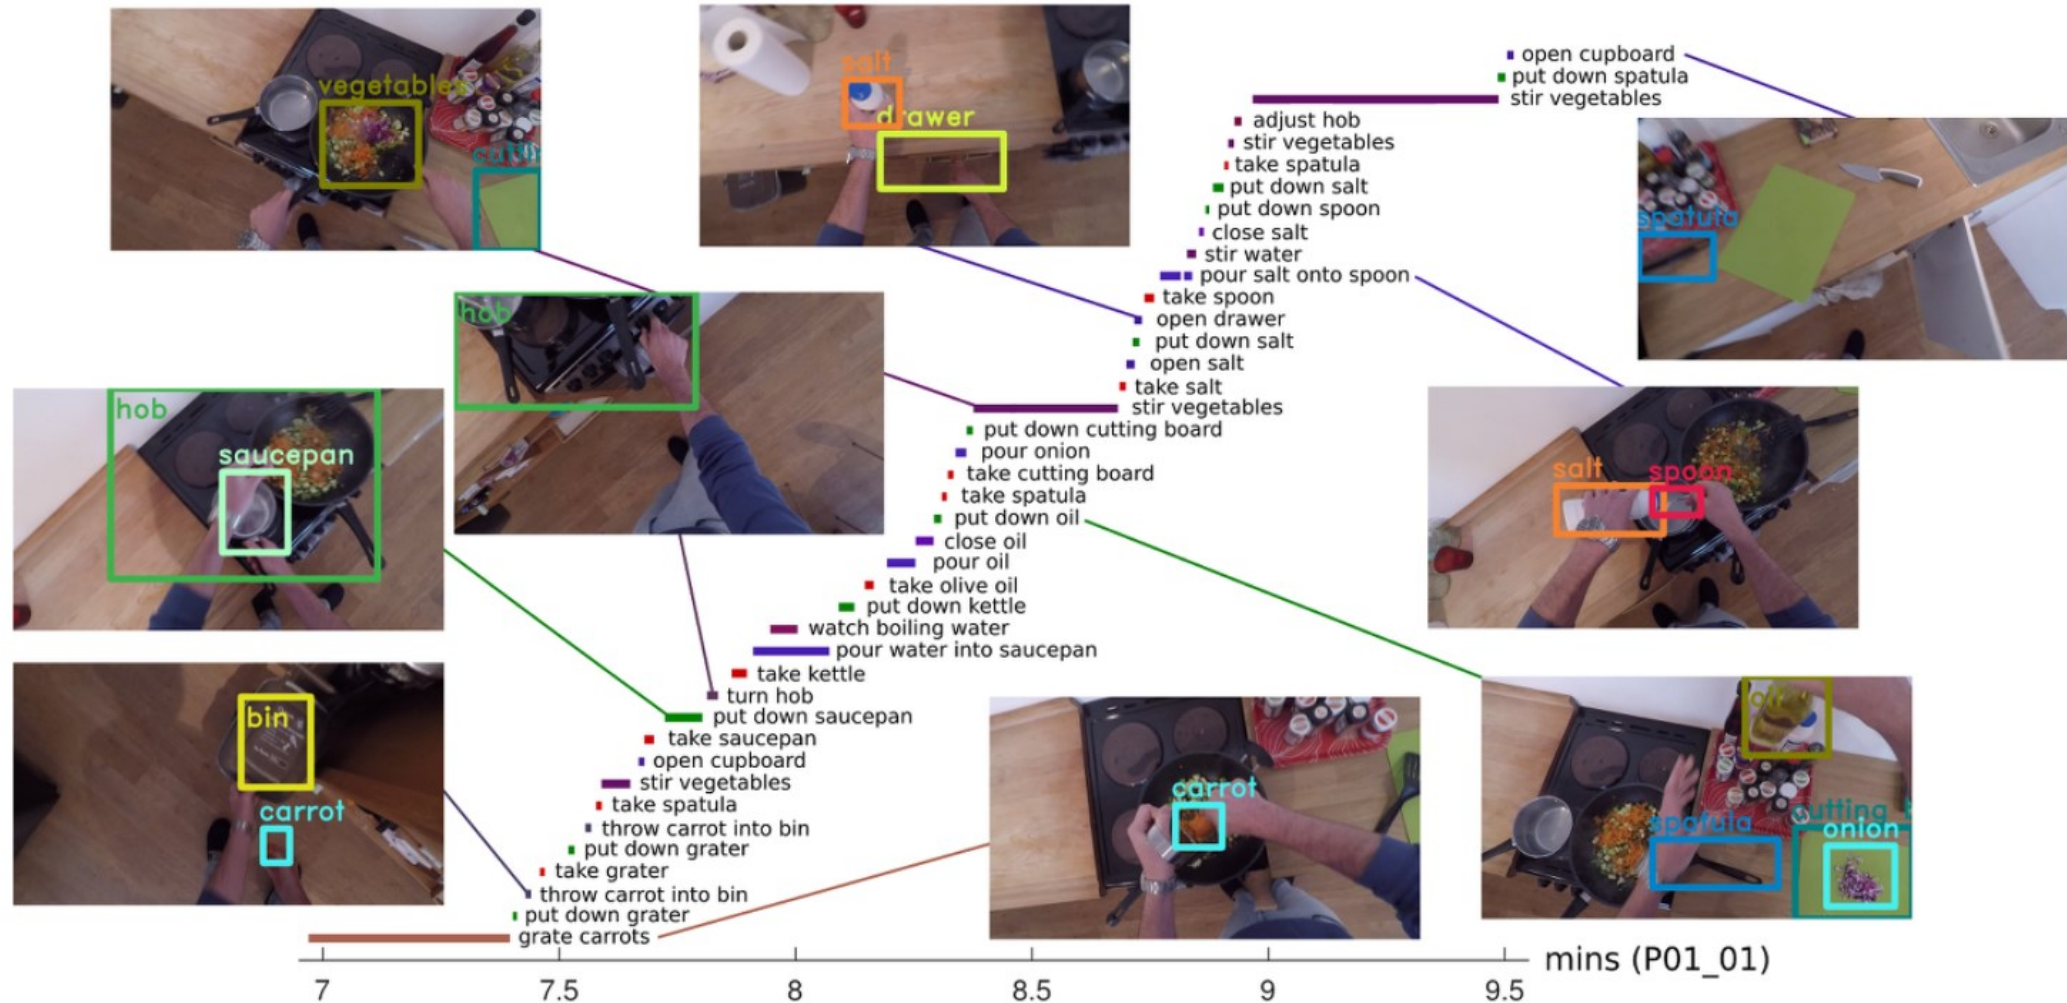 open cupboard
put down spatula
stir vegetables
adjust hob
stir vegetables
take spatula
put down salt
put down spoon
close salt
stir water
pour salt onto spoon
take spoon
open drawer
put down salt
open salt
take salt
stir vegetables
put down cutting board
pour onion
take cutting board
take spatula
put down oil
close oil
pour oil
take olive oil
put down kettle
watch boiling water
pour water into saucepan
take kettle
turn hob
put down saucepan
take saucepan
open cupboard
stir vegetables
take spatula
throw carrot into bin
put down grater
take grater
throw carrot into bin
put down grater
grate carrots
7 7.5 8 8.5 9 9.5
mins (P01_01)
vegetables
cuttin
salt
drawer
spatula
hob
hob
saucepan
salt spoon
bin
carrot
carrot
oil
spatula
cutting b
onion